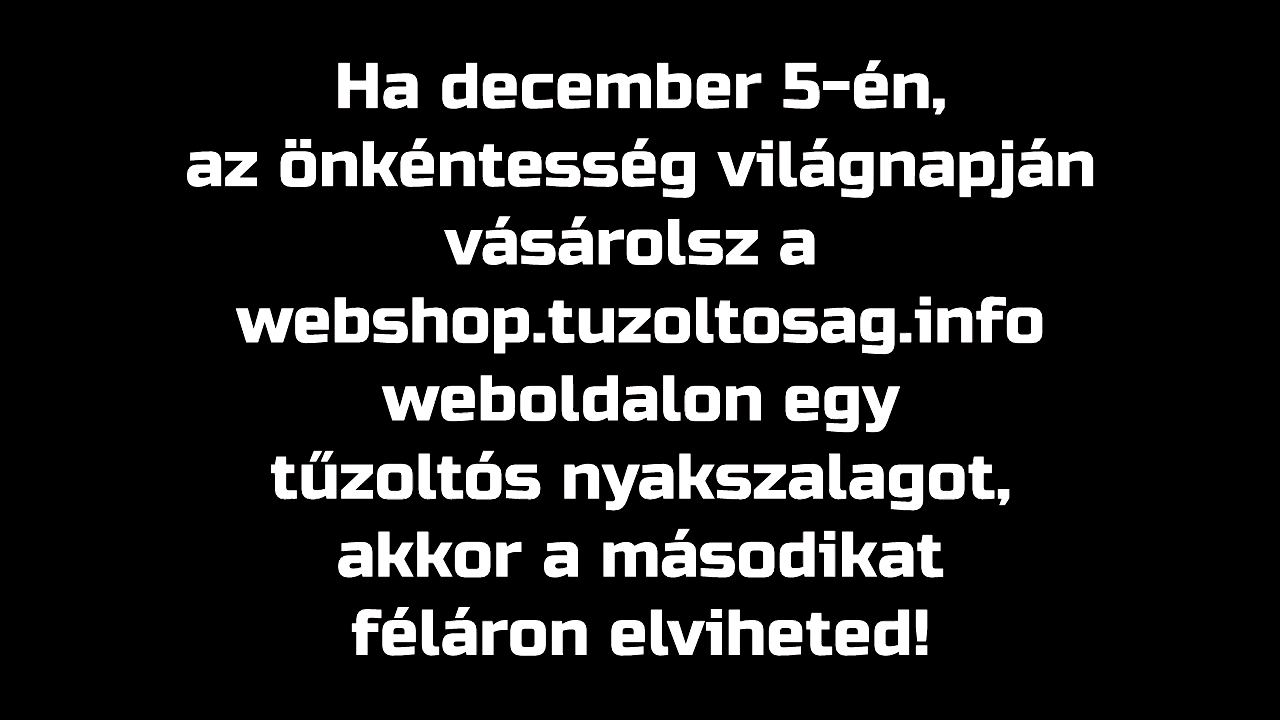 Ha december 5-én,
az önkéntesség világnapján
vásárolsz a
webshop.tuzoltosag.info
weboldalon egy
tűzoltós nyakszalagot,
akkor a másodikat
féláron elviheted!